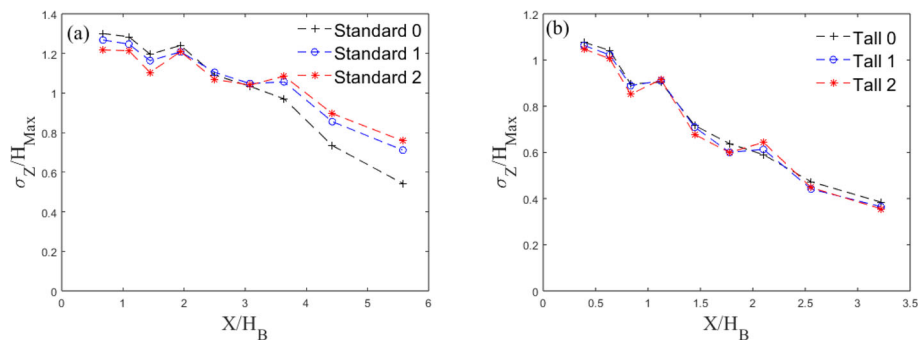 (a)
Standard 0
Standard 1
Standard 2
σZ/HMax
1.4
1.2
1
0.8
0.6
0.4
0.2
0
0 1 2 3 4 5 6
X/HB
(b)
Tall 0
Tall 1
Tall 2
σZ/HMax
1.2
1
0.8
0.6
0.4
0.2
0
0 0.5 1 1.5 2 2.5 3 3.5
X/HB